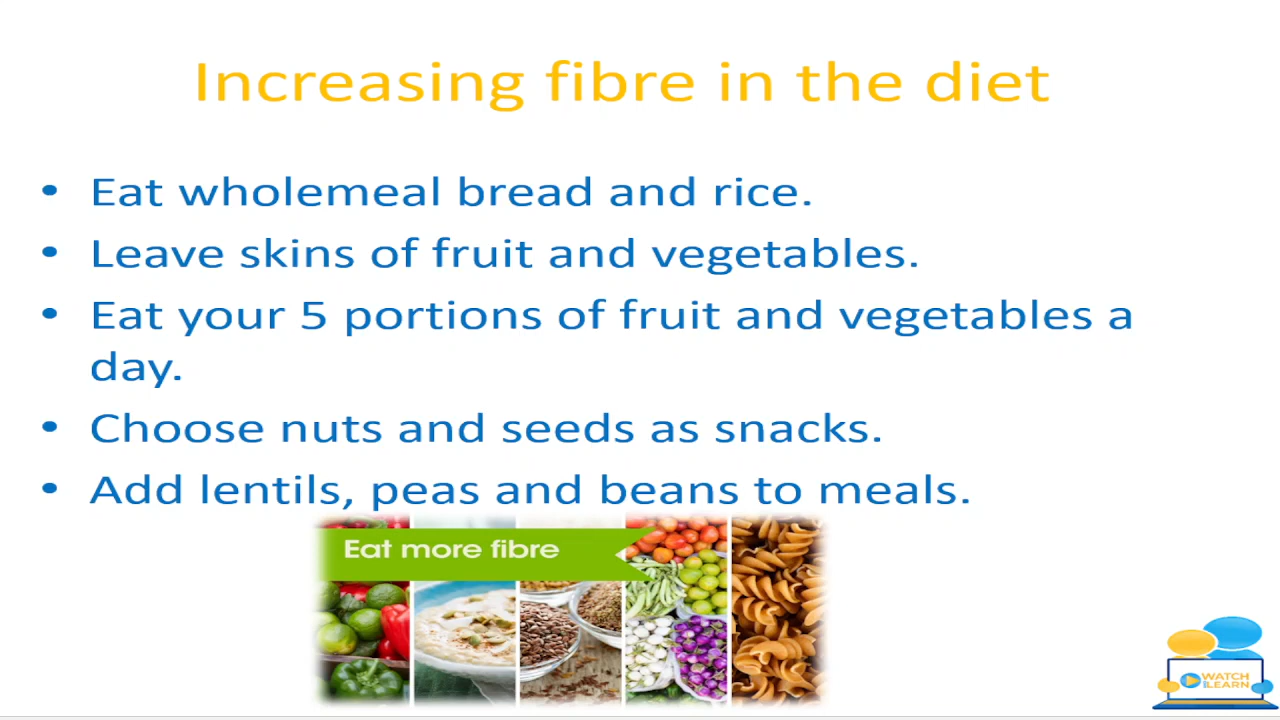 Increasing fibre in the diet
• Eat wholemeal bread and rice.
• Leave skins of fruit and vegetables.
• Eat your 5 portions of fruit and vegetables a
day.
• Choose nuts and seeds as snacks.
• Add lentils, peas and beans to meals.
Eat more fibre
WATCH
LEARN